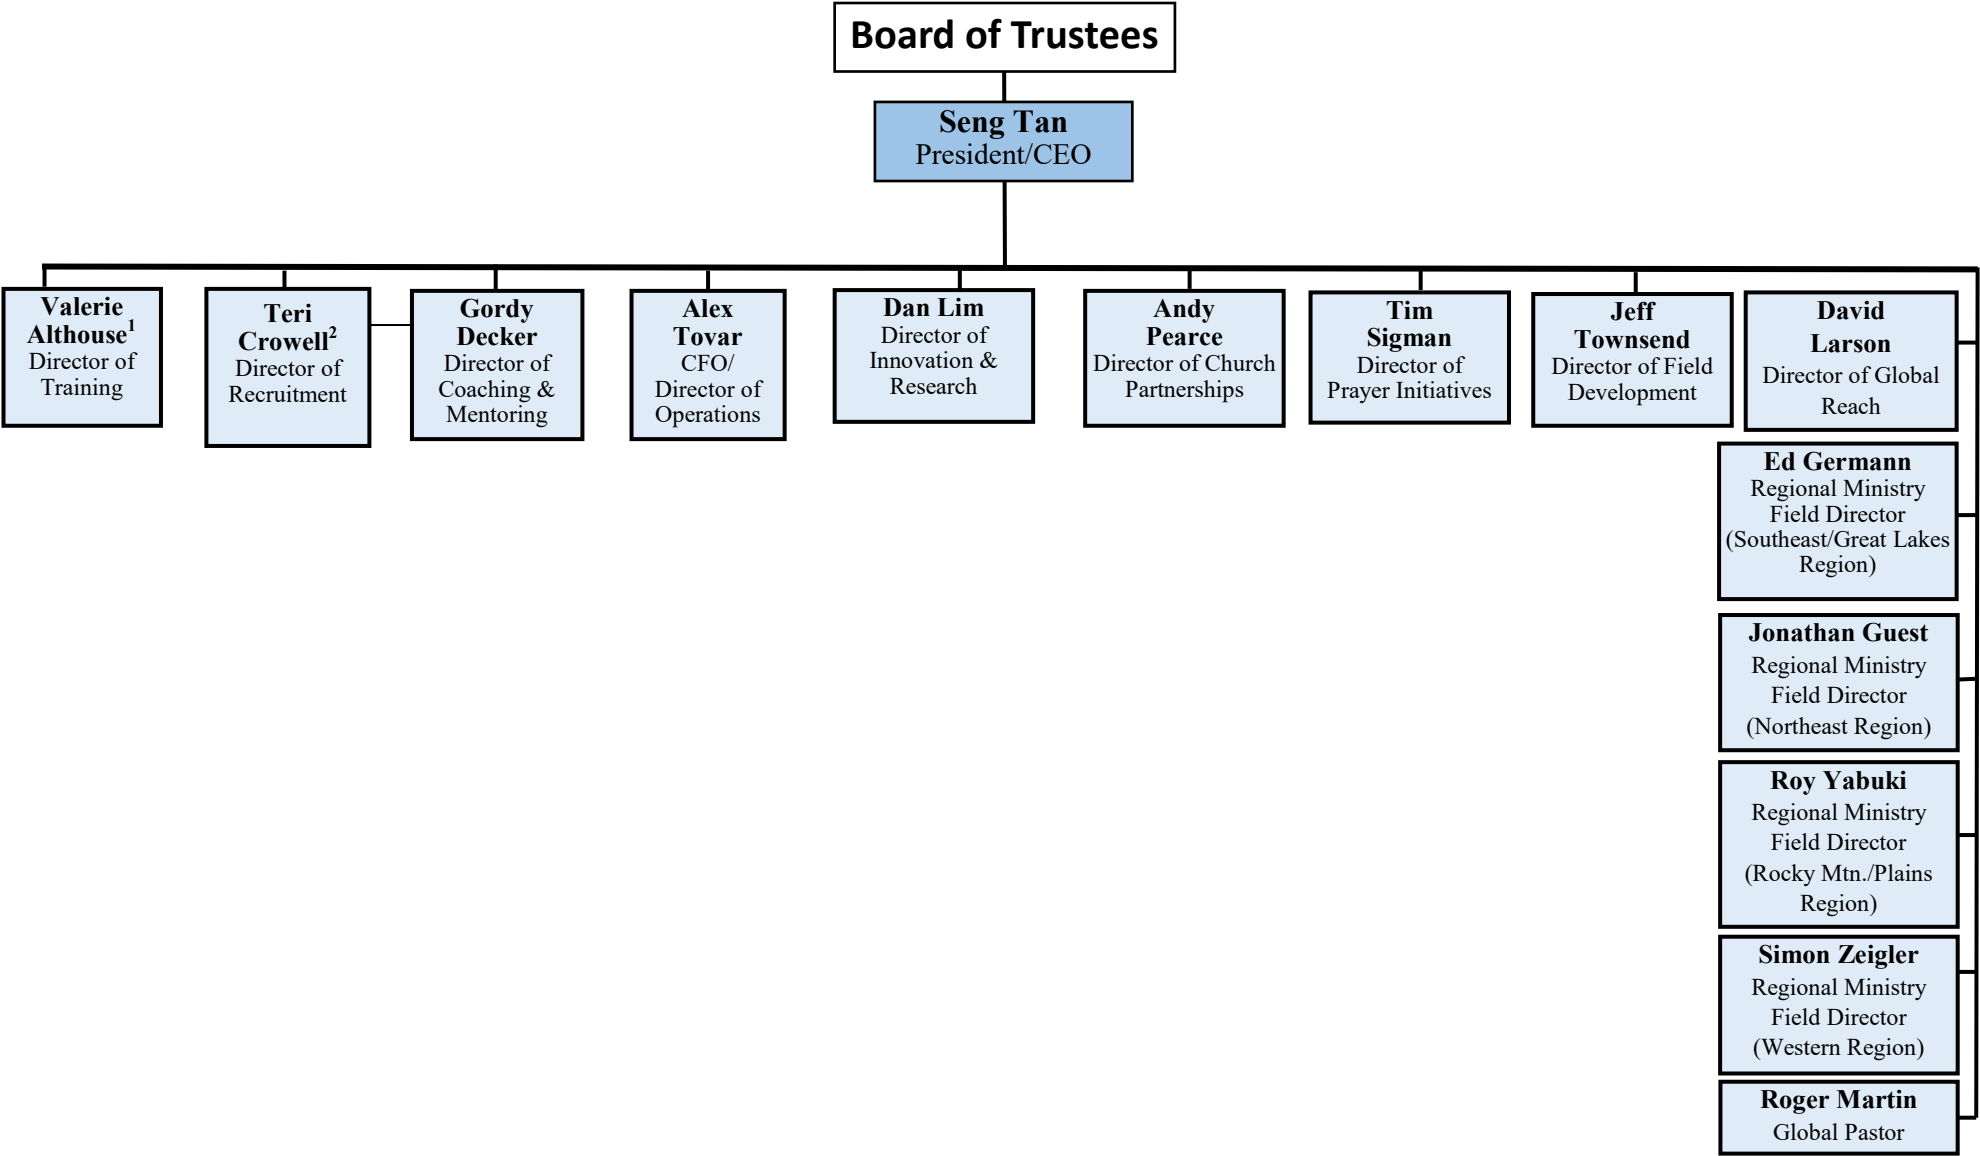 Board of Trustees
Seng Tan
President/CEO
Valerie
Althouse1
Director of
Training
Teri
Crowell2
Director of
Recruitment
Gordy
Decker
Director of
Coaching &
Mentoring
Alex
Tovar
CFO/
Director of
Operations
Dan Lim
Director of
Innovation &
Research
Andy
Pearce
Director of Church
Partnerships
Tim
Sigman
Director of
Prayer Initiatives
Jeff
Townsend
Director of Field
Development
David
Larson
Director of Global
Reach
Ed Germann
Regional Ministry
Field Director
(Southeast/Great Lakes
Region)
Jonathan Guest
Regional Ministry
Field Director
(Northeast Region)
Roy Yabuki
Regional Ministry
Field Director
(Rocky Mtn./Plains
Region)
Simon Zeigler
Regional Ministry
Field Director
(Western Region)
Roger Martin
Global Pastor